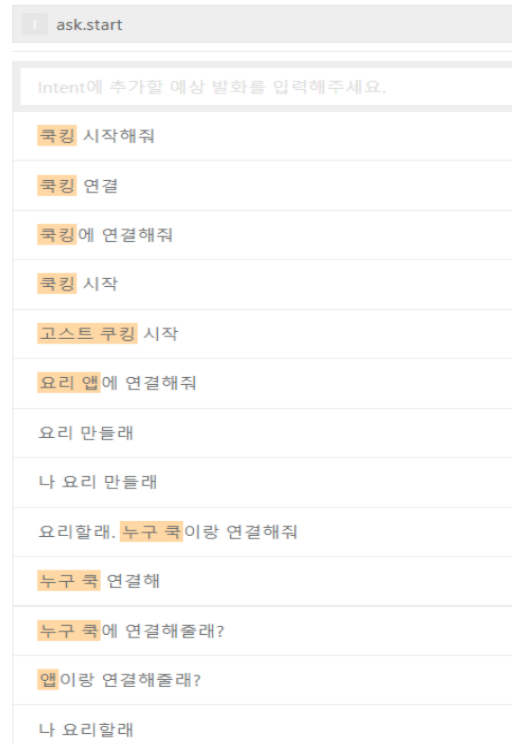 I ask.start
Intent에 추가할 예상 발화를 입력해주세요.
쿡킹 시작해줘
쿡킹 연결
쿡킹에 연결해줘
쿡킹 시작
고스트 쿠킹 시작
요리 앱에 연결해줘
요리 만들래
나 요리 만들래
요리할래. 누구 쿡이랑 연결해줘
누구 쿡 연결해
누구 쿡에 연결해줄래?
앱이랑 연결해줄래?
나 요리할래